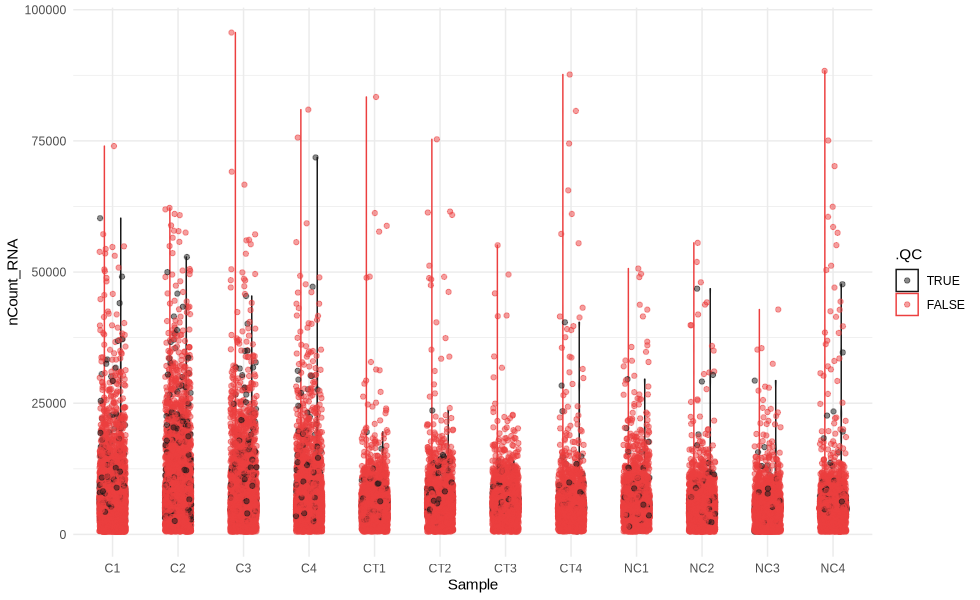 100000
75000
50000
25000
0
nCount_RNA
C1 C2 C3 C4 CT1 CT2 CT3 CT4 NC1 NC2 NC3 NC4
Sample
.QC
TRUE
FALSE